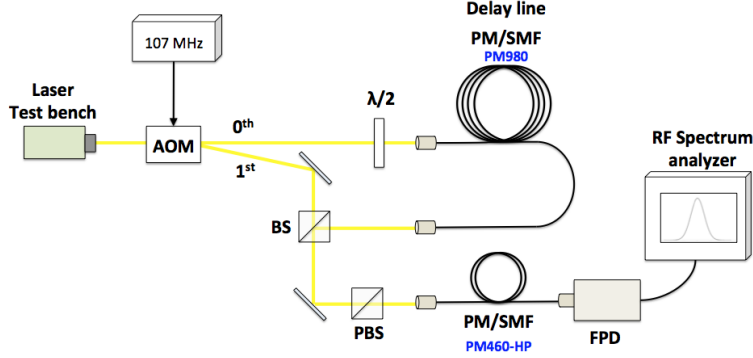 Delay line
PM/SMF
PM980
107 MHz
Laser
Test bench
λ/2
0th
AOM
1st
RF Spectrum
analyzer
BS
PBS
PM/SMF
PM460-HP
FPD